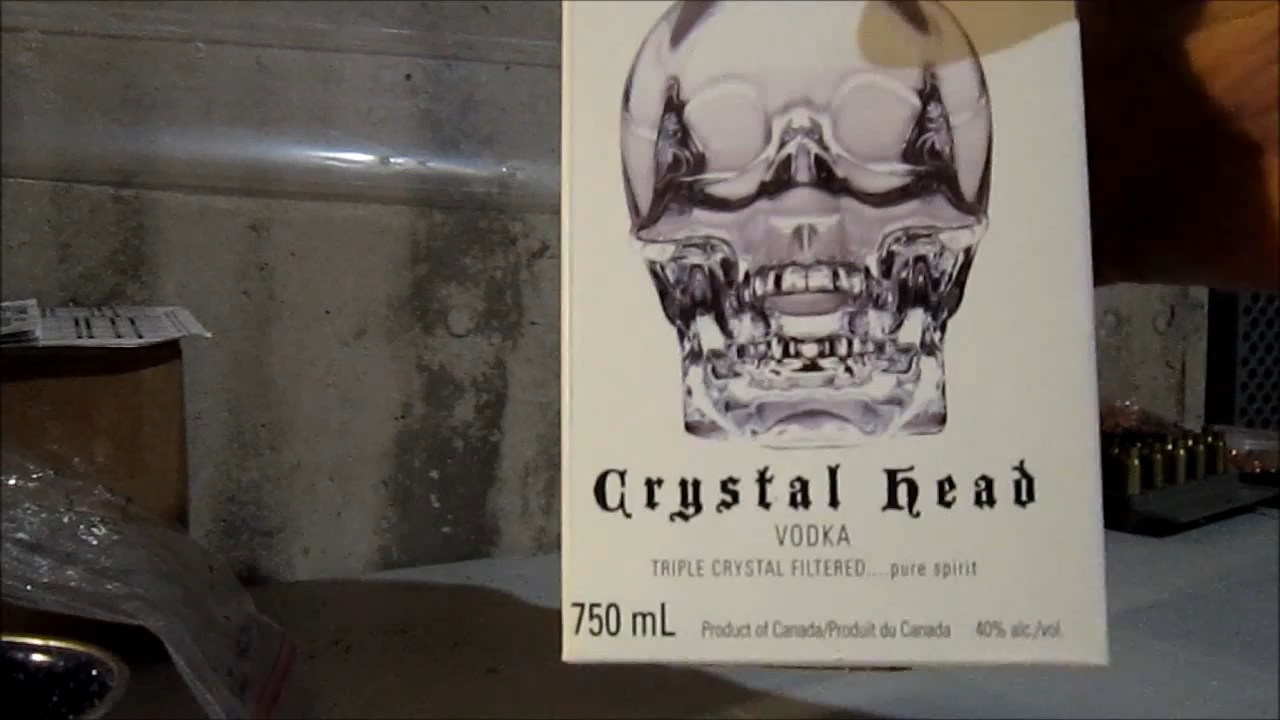 Crystal Head
VODKA
TRIPLE CRYSTAL FILTERED....pure spirit
750 mL Product of Canada/Produit du Canada 40% alc./vol.